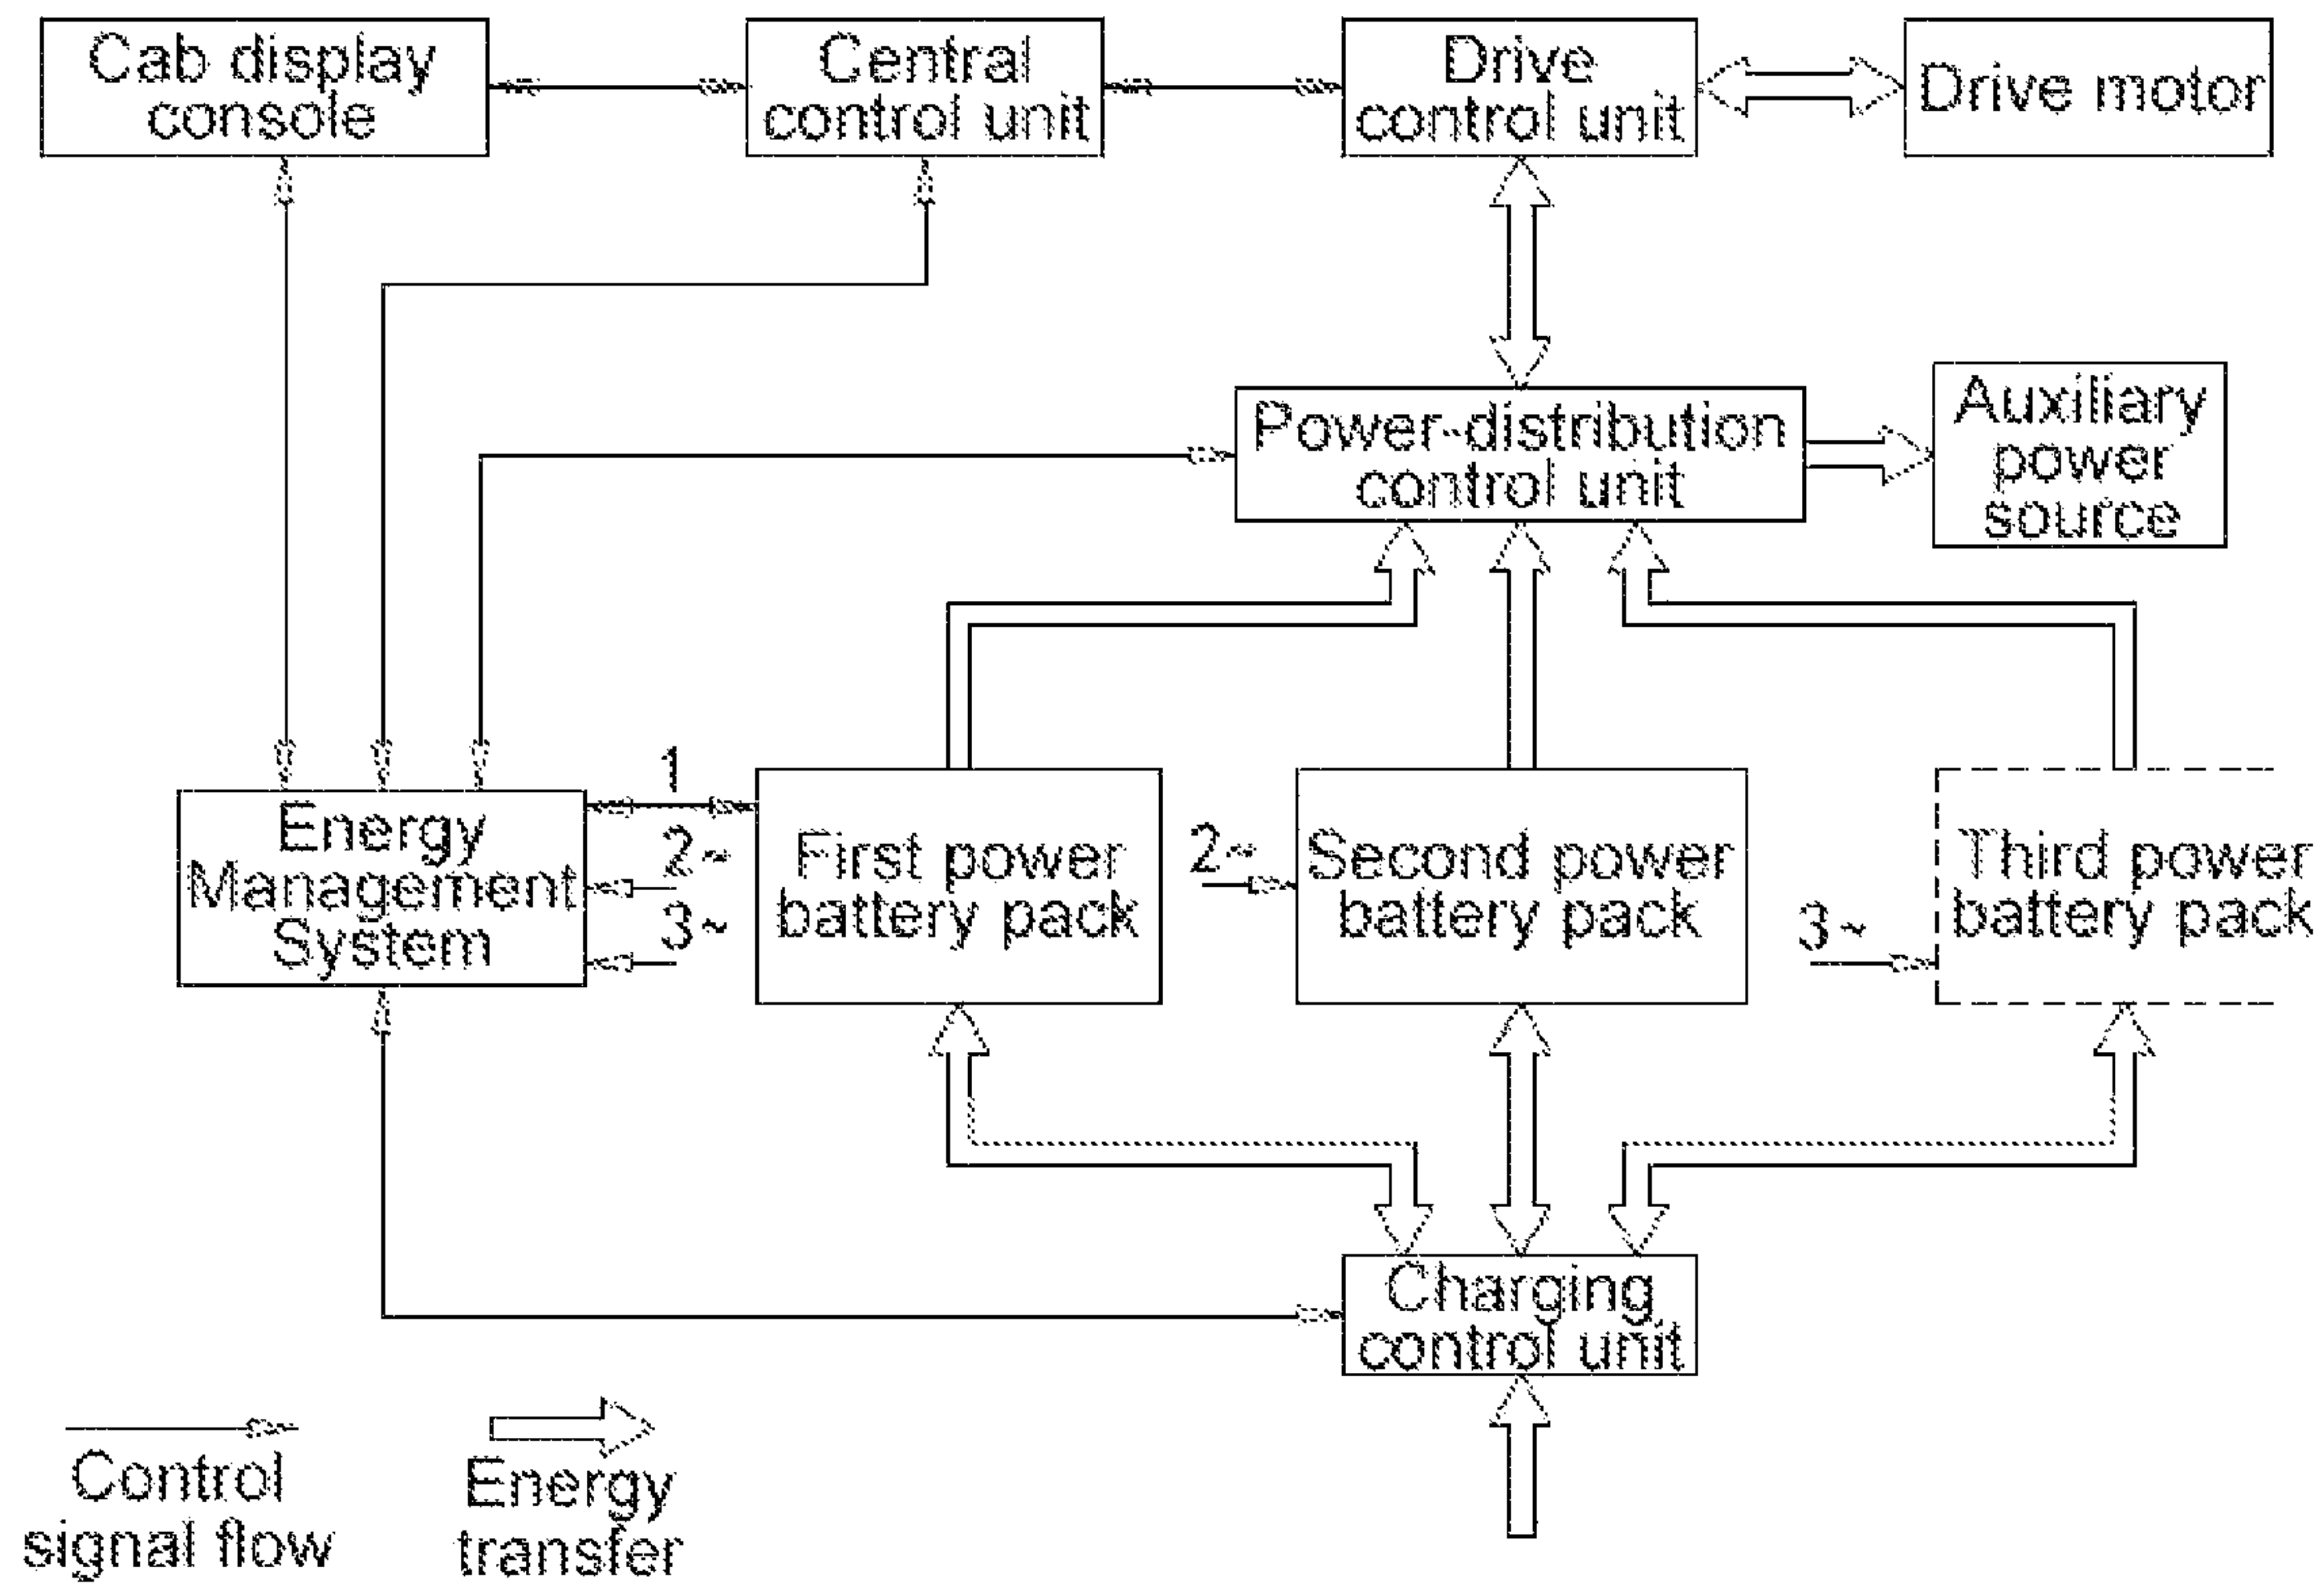 Cab display
console
Central
control unit
Drive
control unit
Drive motor
Power-distribution
control unit
Auxiliary
power
source
Energy
Management
System
1
2~
3~
First power
battery pack
2~
Second power
battery pack
3~
Third power
battery pack
Charging
control unit
Control
signal flow
Energy
transfer